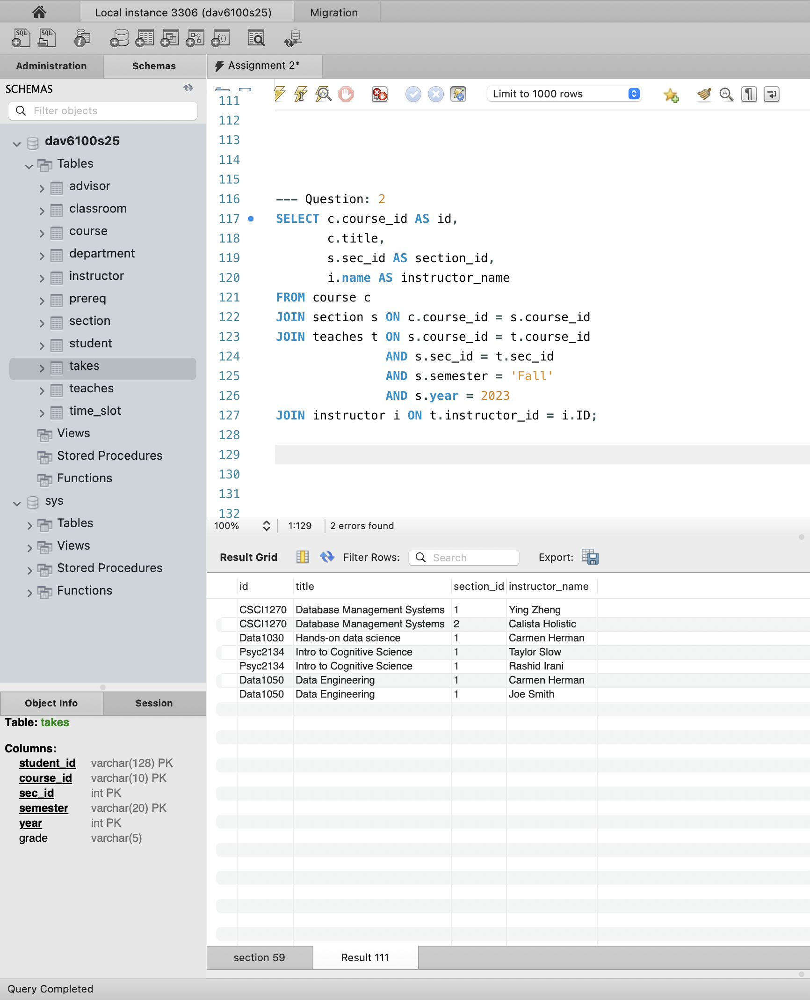 Local instance 3306 (dav6100s25)
Migration
SQL
SQL
i
f()
Administration
Schemas
Assignment 2*
SCHEMAS
Filter objects
dav6100s25
Tables
advisor
classroom
course
department
instructor
prereq
section
student
takes
teaches
time_slot
Views
Stored Procedures
Functions
sys
Tables
Views
Stored Procedures
Functions
Object Info
Session
Table: takes
Columns:
student_id varchar(128) PK
course_id varchar(10) PK
sec_id int PK
semester varchar(20) PK
year int PK
grade varchar(5)
Limit to 1000 rows
111
112
113
114
115
116 --- Question: 2
117 SELECT c.course_id AS id,
118 c.title,
119 s.sec_id AS section_id,
120 i.name AS instructor_name
121 FROM course c
122 JOIN section s ON c.course_id = s.course_id
123 JOIN teaches t ON s.course_id = t.course_id
124 AND s.sec_id = t.sec_id
125 AND s.semester = 'Fall'
126 AND s.year = 2023
127 JOIN instructor i ON t.instructor_id = i.ID;
128
129
130
131
132
100% 1:129 2 errors found
Result Grid Filter Rows: Search Export:
id title section_id instructor_name
CSCI1270 Database Management Systems 1 Ying Zheng
CSCI1270 Database Management Systems 2 Calista Holistic
Data1030 Hands-on data science 1 Carmen Herman
Psyc2134 Intro to Cognitive Science 1 Taylor Slow
Psyc2134 Intro to Cognitive Science 1 Rashid Irani
Data1050 Data Engineering 1 Carmen Herman
Data1050 Data Engineering 1 Joe Smith
section 59
Result 111
Query Completed